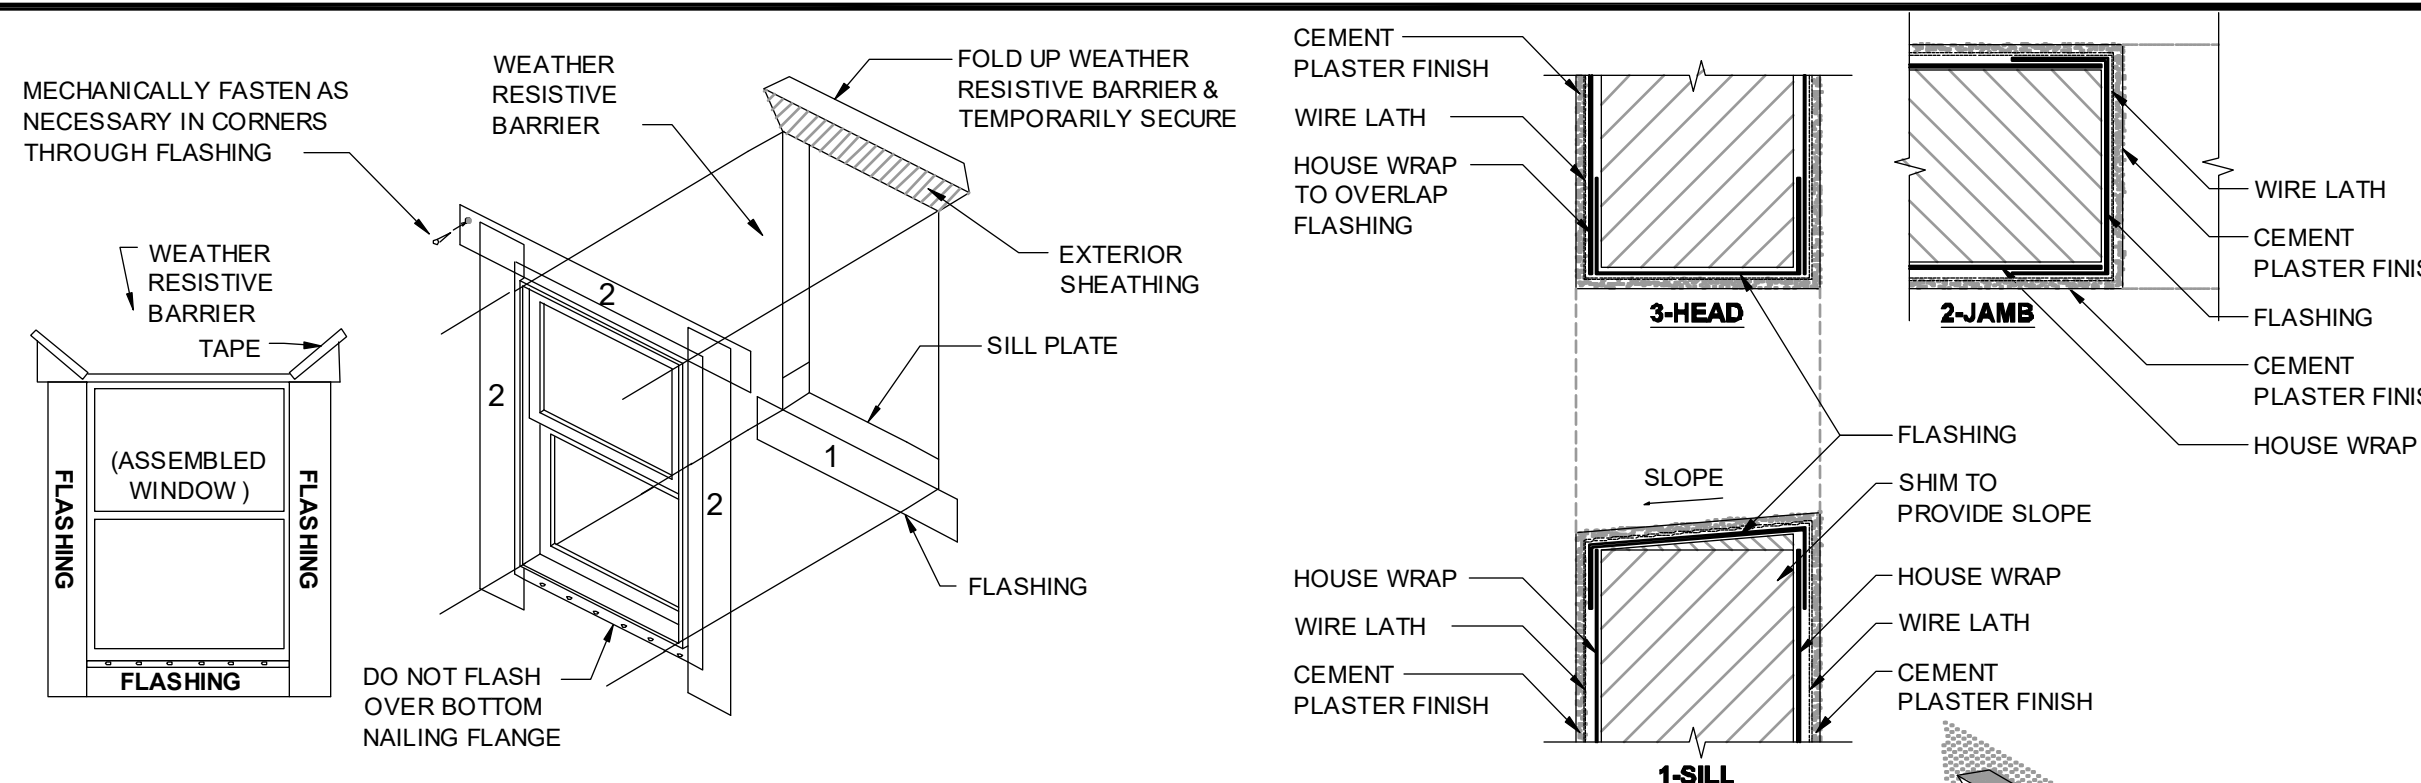 MECHANICALLY FASTEN AS
NECESSARY IN CORNERS
THROUGH FLASHING
WEATHER
RESISTIVE
BARRIER
FOLD UP WEATHER
RESISTIVE BARRIER &
TEMPORARILY SECURE
WEATHER
RESISTIVE
BARRIER
TAPE
EXTERIOR
SHEATHING
SILL PLATE
2
2
2
1
(ASSEMBLED
WINDOW )
FLASHING
FLASHING
FLASHING
FLASHING
DO NOT FLASH
OVER BOTTOM
NAILING FLANGE
CEMENT
PLASTER FINISH
WIRE LATH
HOUSE WRAP
TO OVERLAP
FLASHING
3-HEAD
2-JAMB
WIRE LATH
CEMENT
PLASTER FINIS
FLASHING
CEMENT
PLASTER FINIS
HOUSE WRAP
FLASHING
SLOPE
SHIM TO
PROVIDE SLOPE
HOUSE WRAP
WIRE LATH
CEMENT
PLASTER FINISH
HOUSE WRAP
WIRE LATH
CEMENT
PLASTER FINISH
1-SILL